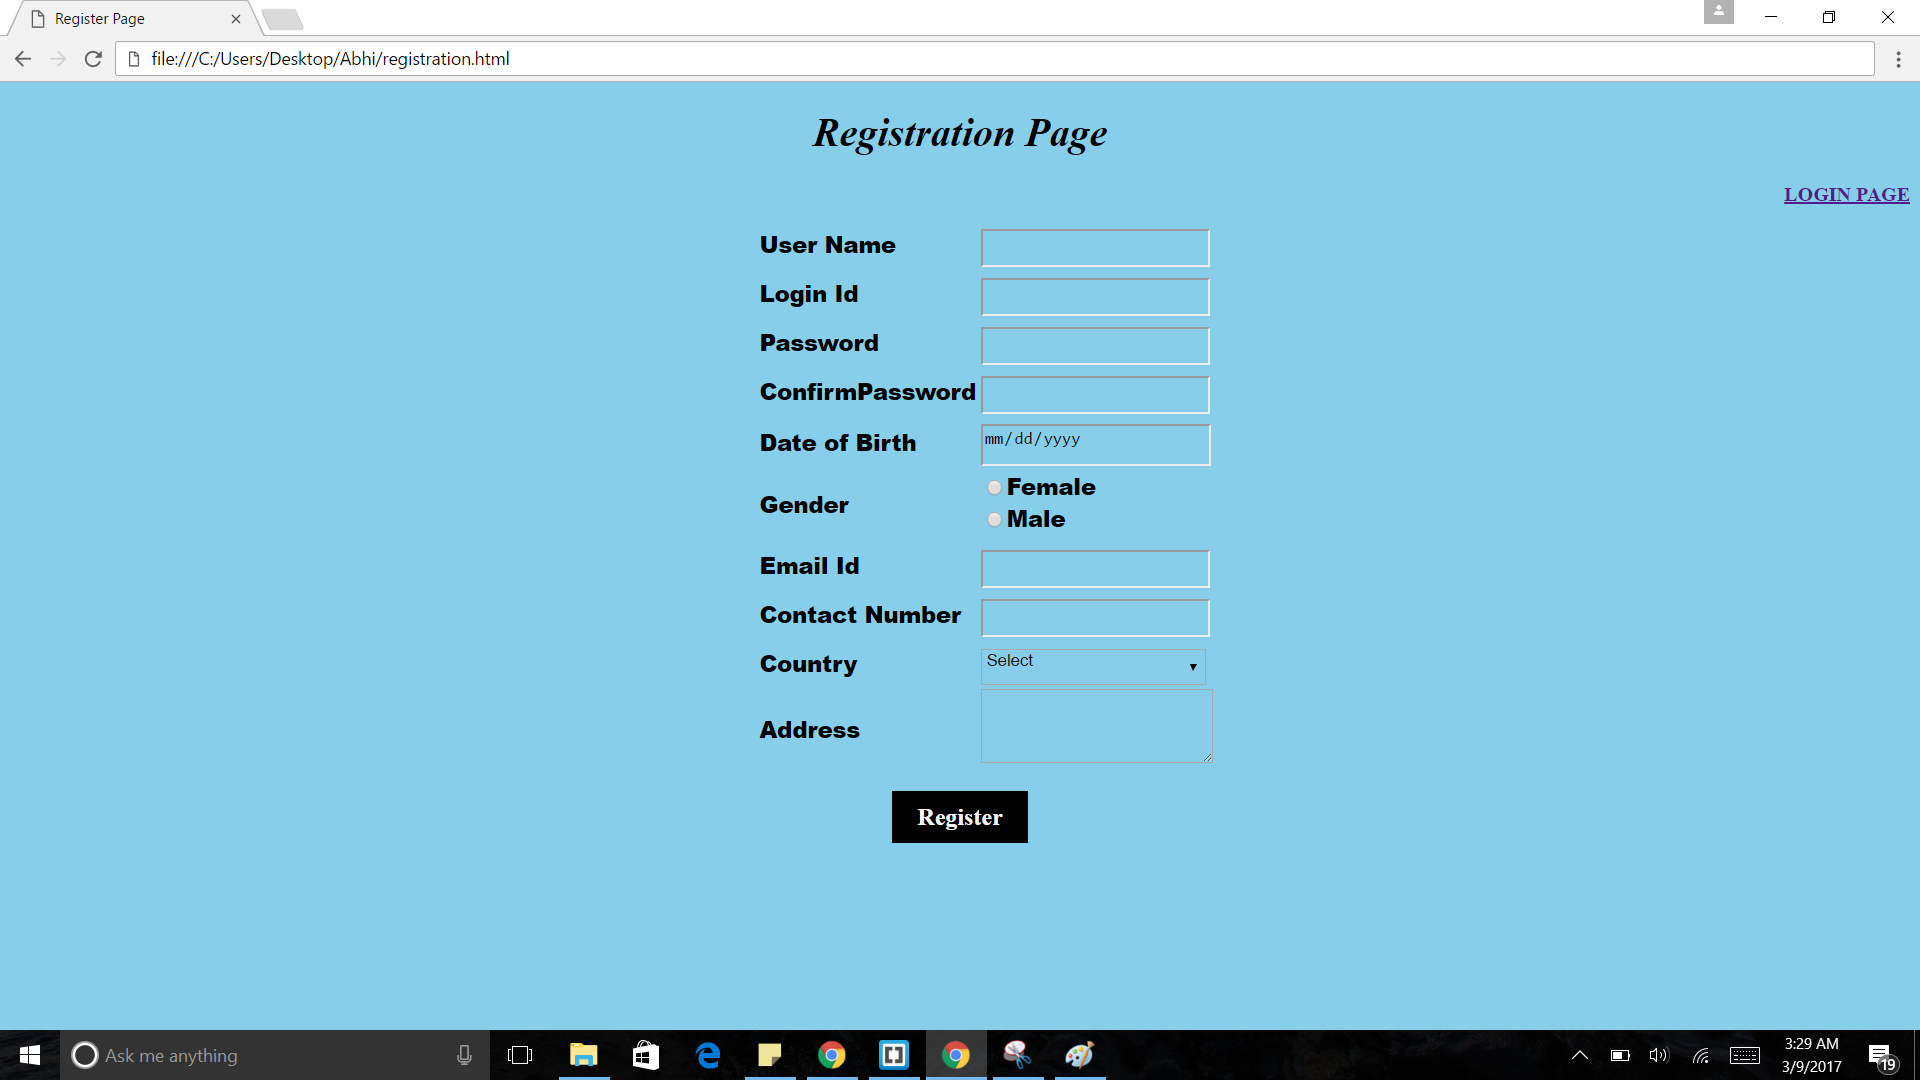 Register Page
file:///C:/Users/Desktop/Abhi/registration.html
Registration Page
LOGIN PAGE
User Name
Login Id
Password
ConfirmPassword
Date of Birth mm/dd/yyyy
Gender
Female
Male
Email Id
Contact Number
Country Select
Address
Register
Ask me anything
3:29 AM
3/9/2017
19